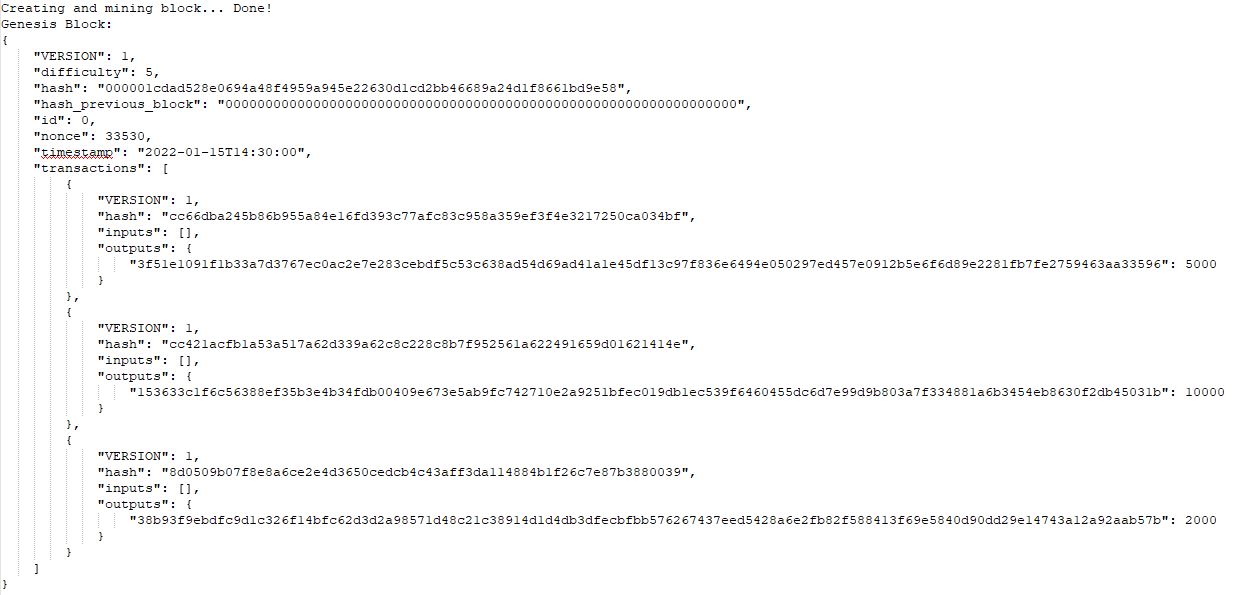 Creating and mining block... Done!
Genesis Block:
{
"VERSION": 1,
"difficulty": 5,
"hash": "000001cdad528e0694a48f4959a945e22630d1cd2bb46689a24d1f8661bd9e58",
"hash_previous_block": "0000000000000000000000000000000000000000000000000000000000000000",
"id": 0,
"nonce": 33530,
"timestamp": "2022-01-15T14:30:00",
"transactions": [
{
"VERSION": 1,
"hash": "cc66dba245b86b955a84e16fd393c77afc83c958a359ef3f4e3217250ca034bf",
"inputs": [],
"outputs": {
"3f51e1091f1b33a7d3767ec0ac2e7e283cebdf5c53c638ad54d69ad41a1e45df13c97f836e6494e050297ed457e0912b5e6f6d89e2281fb7fe2759463aa33596": 5000
}
},
{
"VERSION": 1,
"hash": "cc421acfb1a53a517a62d339a62c8c228c8b7f952561a622491659d01621414e",
"inputs": [],
"outputs": {
"153633c1f6c56388ef35b3e4b34fdb00409e673e5ab9fc742710e2a9251bfec019db1ec539f6460455dc6d7e99d9b803a7f334881a6b3454eb8630f2db45031b": 10000
}
},
{
"VERSION": 1,
"hash": "8d0509b07f8e8a6ce2e4d3650cedcb4c43aff3da114884b1f26c7e87b3880039",
"inputs": [],
"outputs": {
"38b93f9ebdfc9d1c326f14bfc62d3d2a98571d48c21c38914d1d4db3dfecbfbb576267437eed5428a6e2fb82f588413f69e5840d90dd29e14743a12a92aab57b": 2000
}
}
]
}